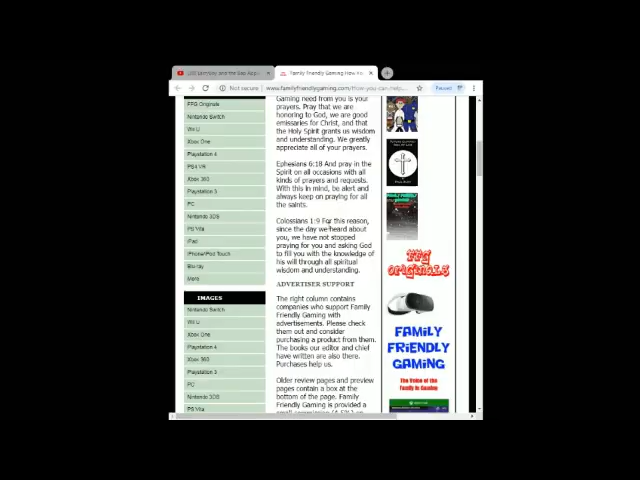 Family Friendly Gaming How
Not secure
www.familyfriendlygaming.com/How-you-can-help
Paused
FFG Originals
Nintendo Switch
Wii U
Xbox One
Playstation 4
PS4 VR
Xbox 360
Playstation 3
PC
Nintendo 3DS
PS Vita
iPad
iPhone/iPod Touch
Blu-ray
More
IMAGES
Nintendo Switch
Wii U
Xbox One
Playstation 4
Xbox 360
Playstation 3
PC
Nintendo 3DS
PS Vita
Gaming need from you is your
prayers. Pray that we are
honoring to God, we are good
emissaries for Christ, and that
the Holy Spirit grants us wisdom
and understanding. We greatly
appreciate all of your prayers.
Ephesians 6:18 And pray in the
Spirit on all occasions with all
kinds of prayers and requests.
With this in mind, be alert and
always keep on praying for all
the saints.
Colossians 1:9 For this reason,
since the day we heard about
you, we have not stopped
praying for you and asking God
to fill you with the knowledge of
his will through all spiritual
wisdom and understanding.
ADVERTISER SUPPORT
The right column contains
companies who support Family
Friendly Gaming with
advertisements. Please check
them out and consider
purchasing a product from them.
The books our editor and chief
have written are also there.
Purchases help us.
Older review pages and preview
pages contain a box at the
bottom of the page. Family
Friendly Gaming is provided a
FFG
ORIGINALS
FAMILY
FRIENDLY
GAMING
The Voice of the
Family in Gaming